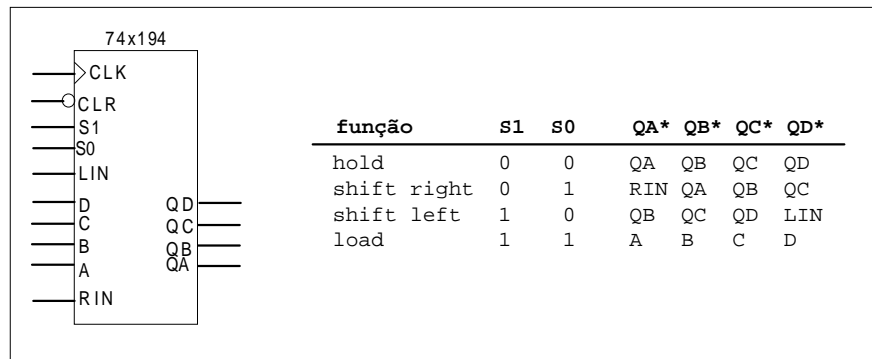 74x194
CLK
CLR
S1
S0
LIN
D QD
C QC
B QB
A QA
RIN
função S1 S0 QA* QB* QC* QD*
hold 0 0 QA QB QC QD
shift right 0 1 RIN QA QB QC
shift left 1 0 QB QC QD LIN
load 1 1 A B C D